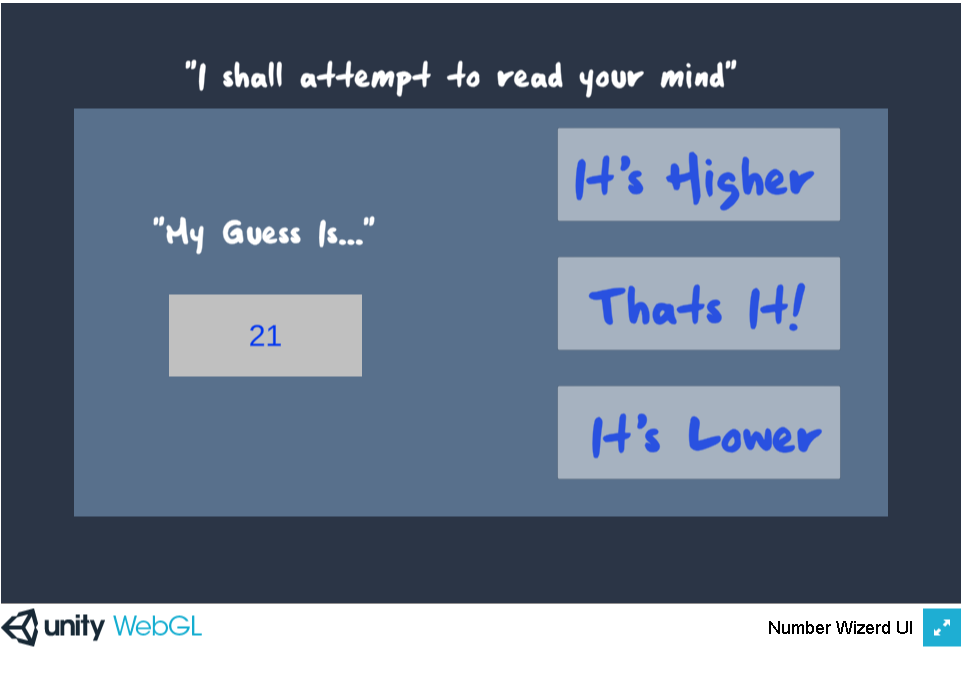 "I shall attempt to read your mind"
"My Guess Is..."
21
It's Higher
Thats It!
It's Lower
unity WebGL
Number Wizerd UI